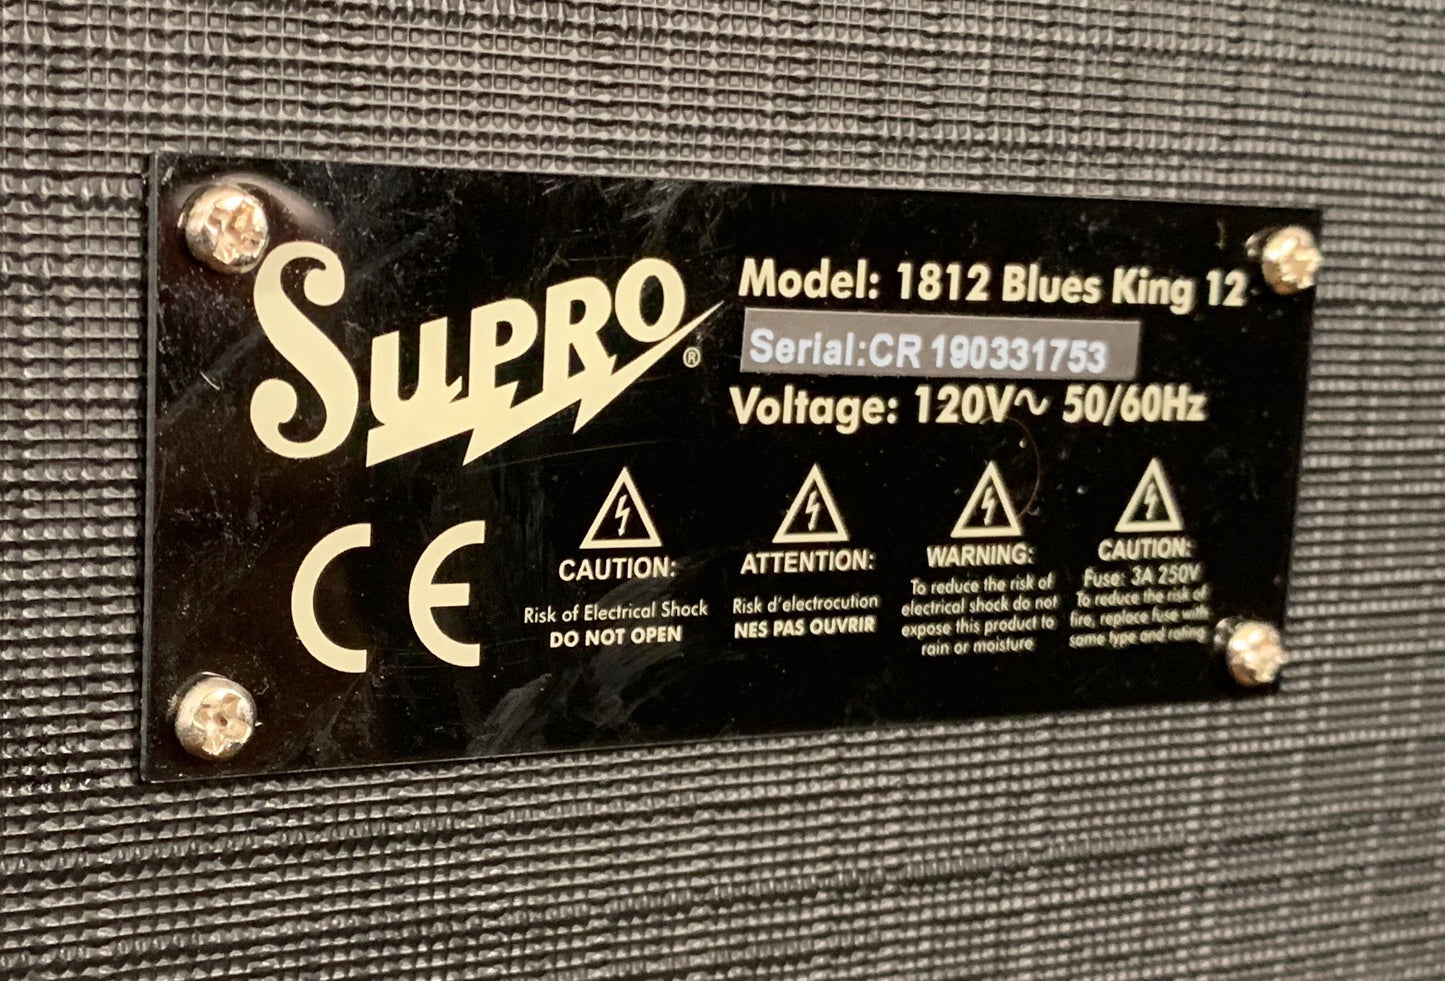 SUPRO®
Model: 1812 Blues King 12
Serial:CR 190331753
Voltage: 120V~ 50/60Hz
CE
CAUTION:
Risk of Electrical Shock
DO NOT OPEN
ATTENTION:
Risk d'electrocution
NES PAS OUVRIR
WARNING:
To reduce the risk of
electrical shock do not
expose this product to
rain or moisture
CAUTION:
Fuse: 3A 250V
To reduce the risk of
fire, replace fuse with
same type and rating